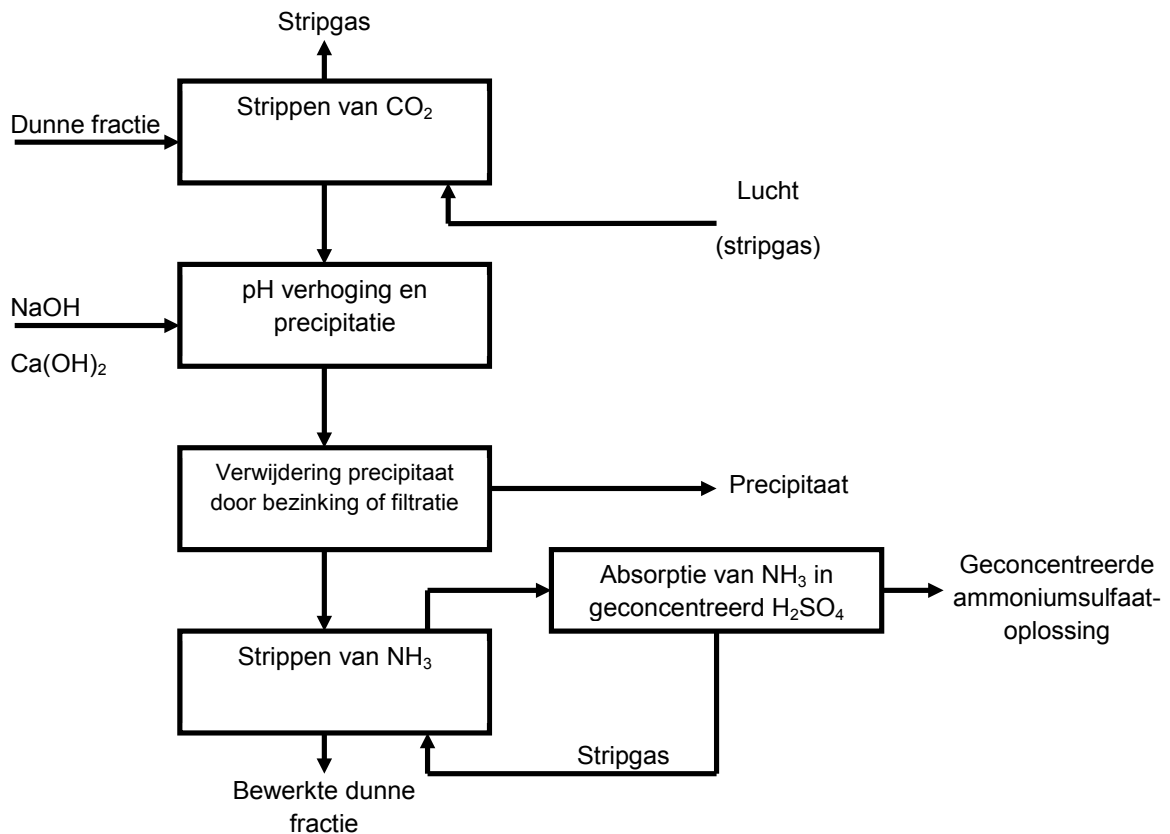 Stripgas
Strippen van CO₂
Dunne fractie
Lucht
(stripgas)
pH verhoging en
precipitatie
NaOH
Ca(OH)₂
Verwijdering precipitaat
door bezinking of filtratie
Precipitaat
Absorptie van NH₃ in
geconcentreerd H₂SO₄
Geconcentreerde
ammoniumsulfaat-
oplossing
Strippen van NH₃
Stripgas
Bewerkte dunne
fractie